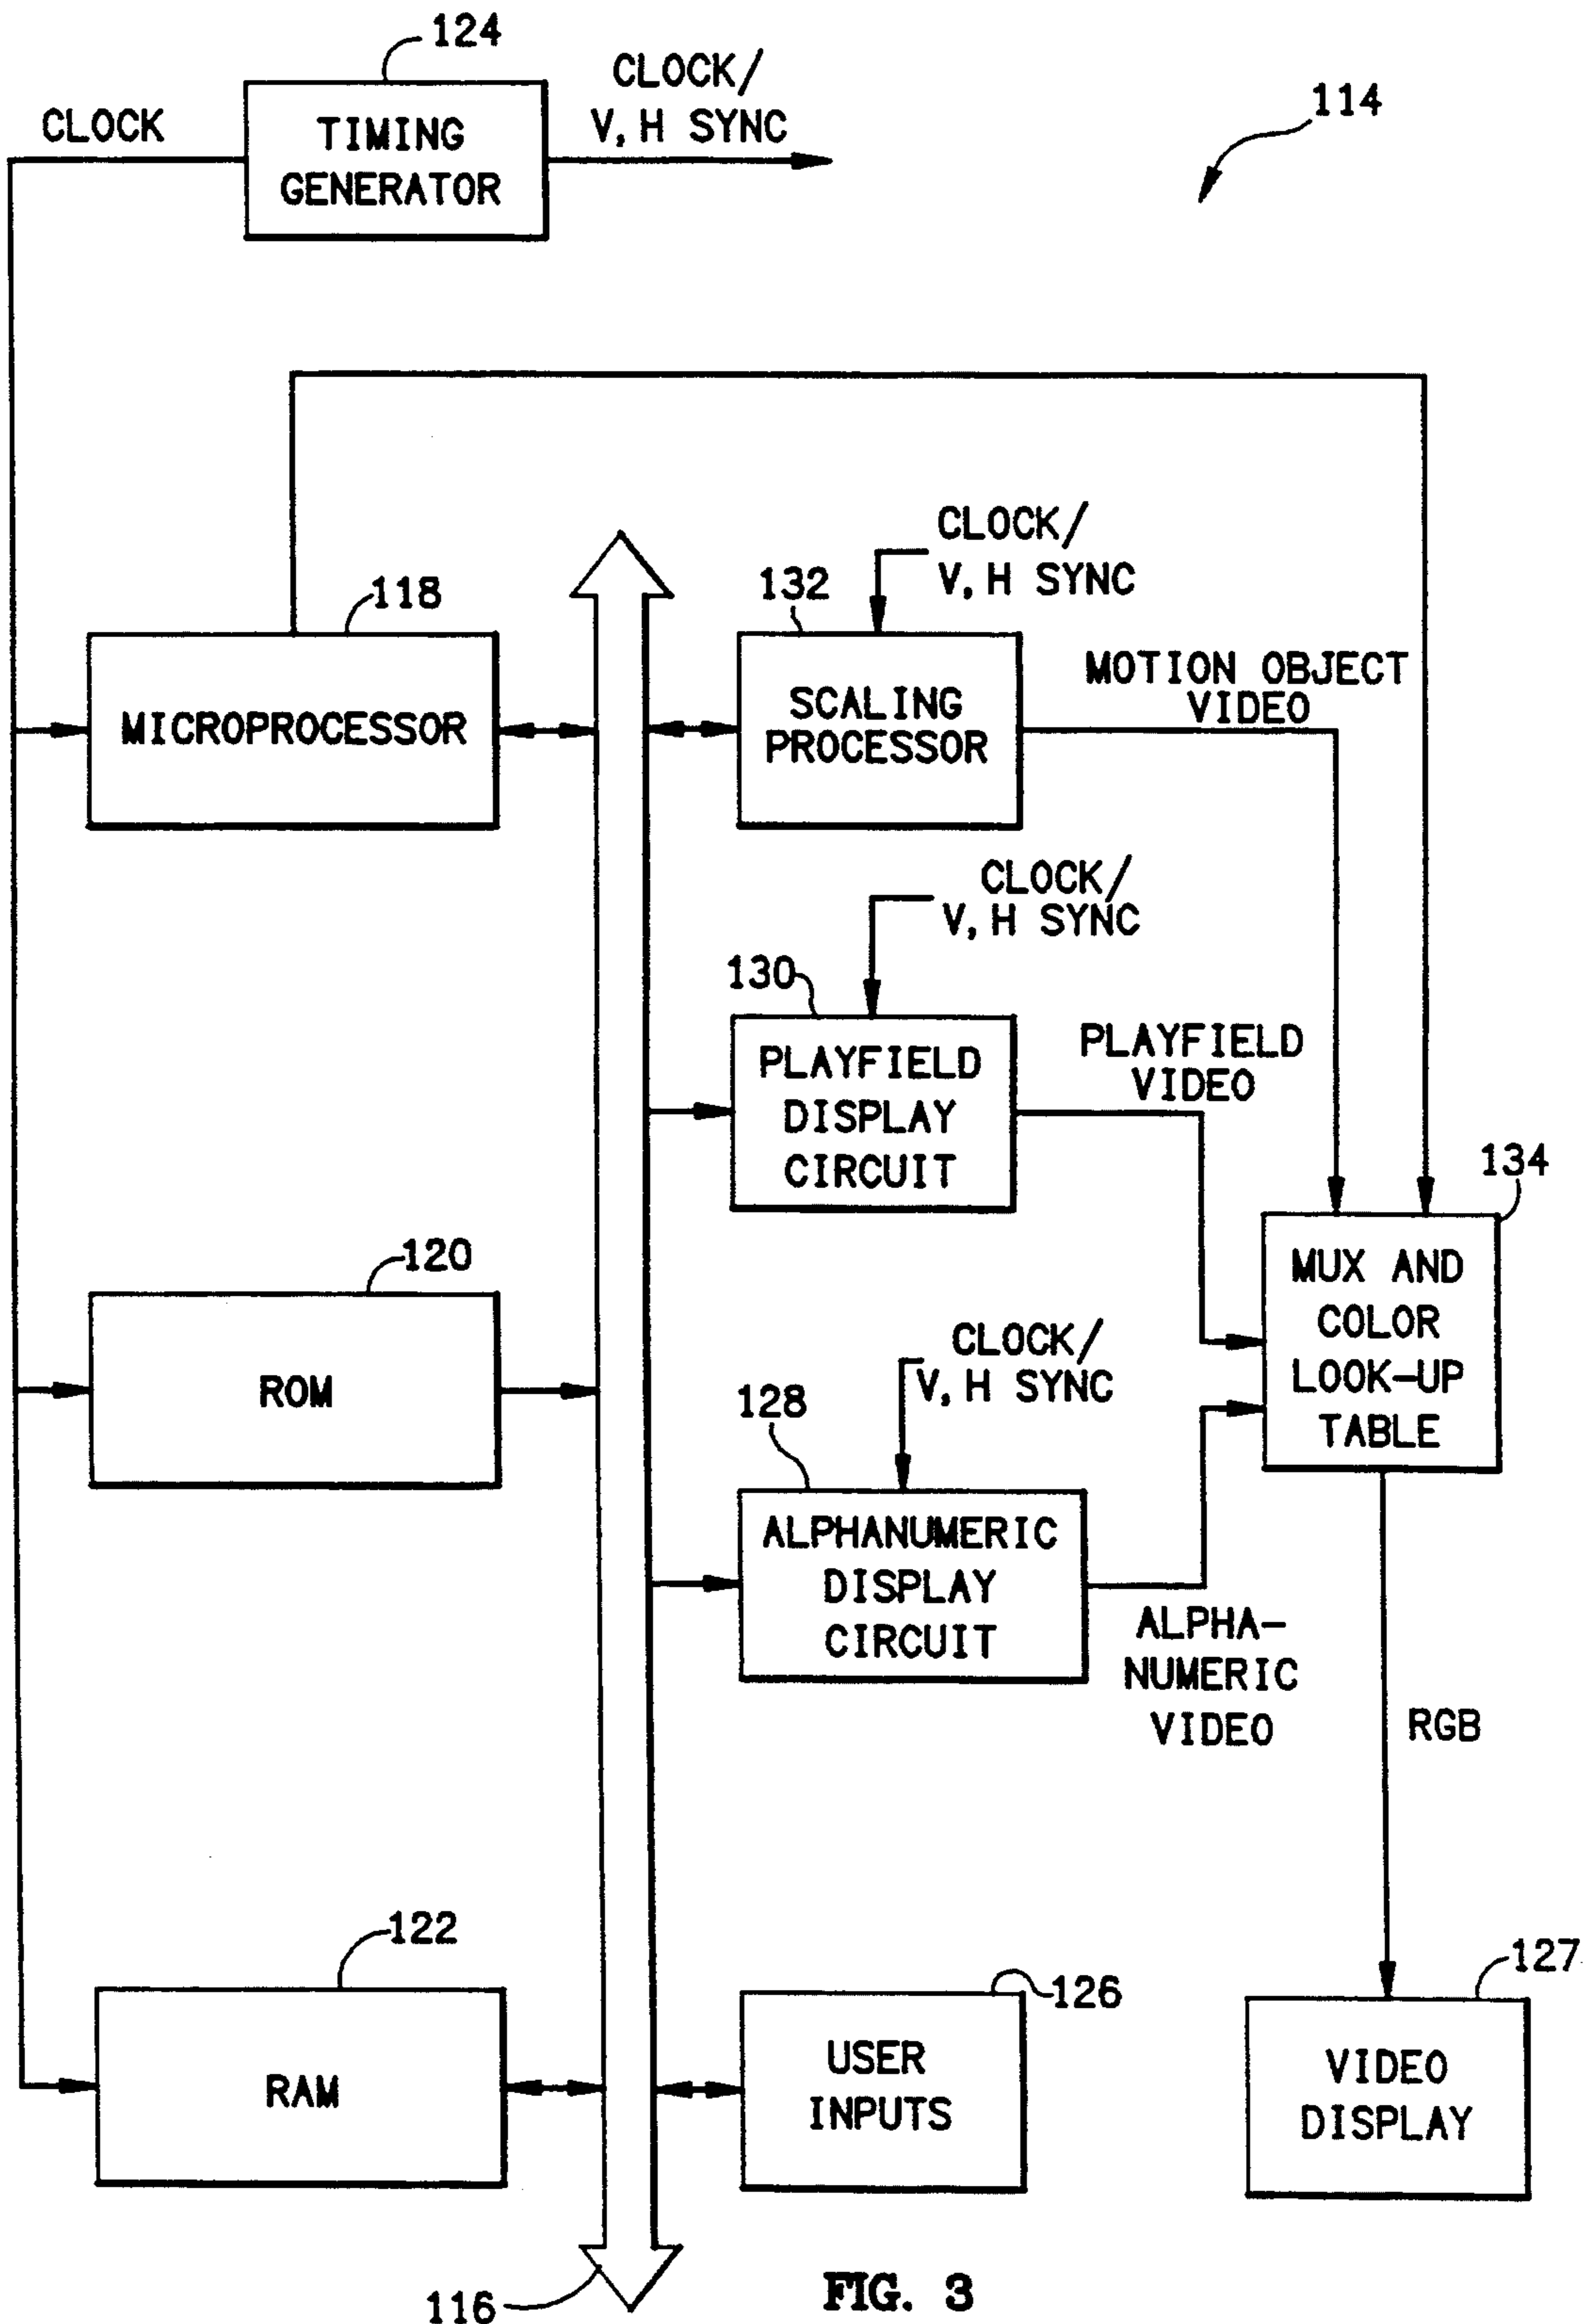 124
CLOCK
TIMING
GENERATOR
CLOCK/
V, H SYNC
114
CLOCK/
V, H SYNC
132
118
MICROPROCESSOR
SCALING
PROCESSOR
MOTION OBJECT
VIDEO
CLOCK/
V, H SYNC
130
PLAYFIELD
DISPLAY
CIRCUIT
PLAYFIELD
VIDEO
134
MUX AND
COLOR
LOOK-UP
TABLE
120
ROM
CLOCK/
V, H SYNC
128
ALPHANUMERIC
DISPLAY
CIRCUIT
ALPHA-
NUMERIC
VIDEO
RGB
122
RAM
126
USER
INPUTS
127
VIDEO
DISPLAY
116
FIG. 3